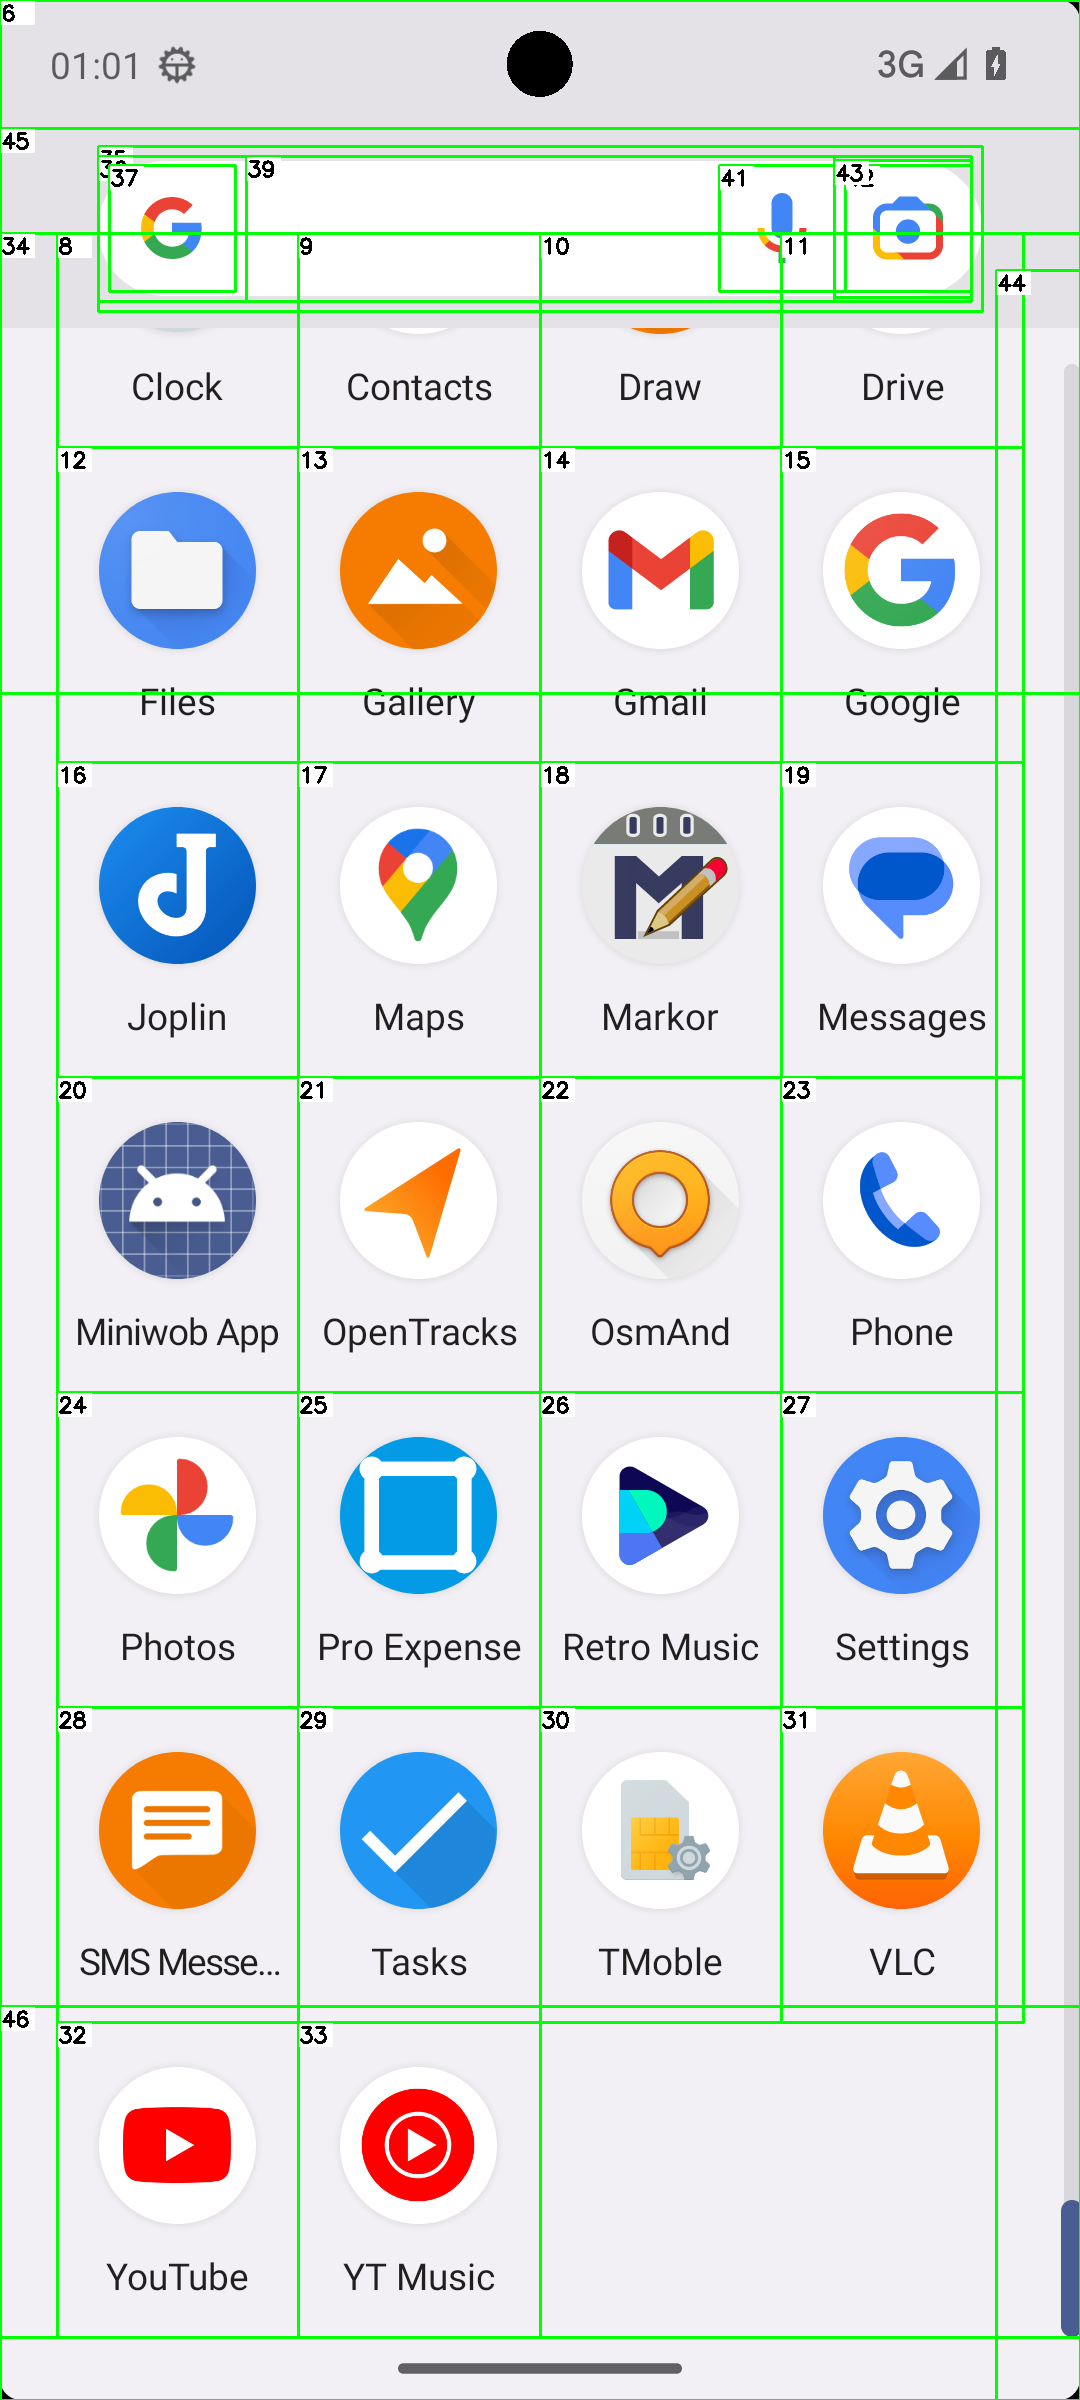 6
01:01 3G
45
35
37 39 41 43
34 8 9 10 11
44
Clock Contacts Draw Drive
12 13 14 15
Files Gallery Gmail Google
16 17 18 19
Joplin Maps Markor Messages
20 21 22 23
Miniwob App OpenTracks OsmAnd Phone
24 25 26 27
Photos Pro Expense Retro Music Settings
28 29 30 31
SMS Messe... Tasks TMoble VLC
46
32 33
YouTube YT Music